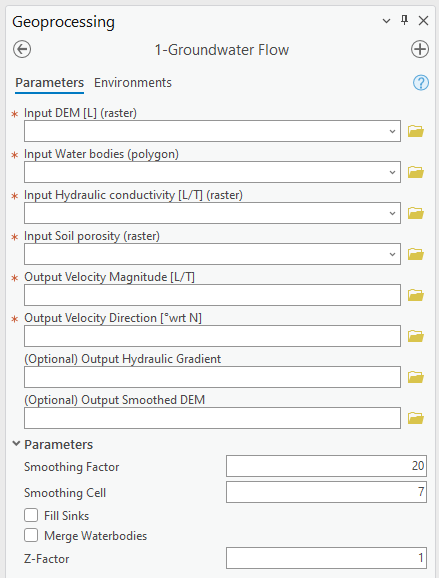 Geoprocessing
1-Groundwater Flow
Parameters Environments
* Input DEM [L] (raster)
* Input Water bodies (polygon)
* Input Hydraulic conductivity [L/T] (raster)
* Input Soil porosity (raster)
* Output Velocity Magnitude [L/T]
* Output Velocity Direction [°wrt N]
(Optional) Output Hydraulic Gradient
(Optional) Output Smoothed DEM
Parameters
Smoothing Factor 20
Smoothing Cell 7
Fill Sinks
Merge Waterbodies
Z-Factor 1